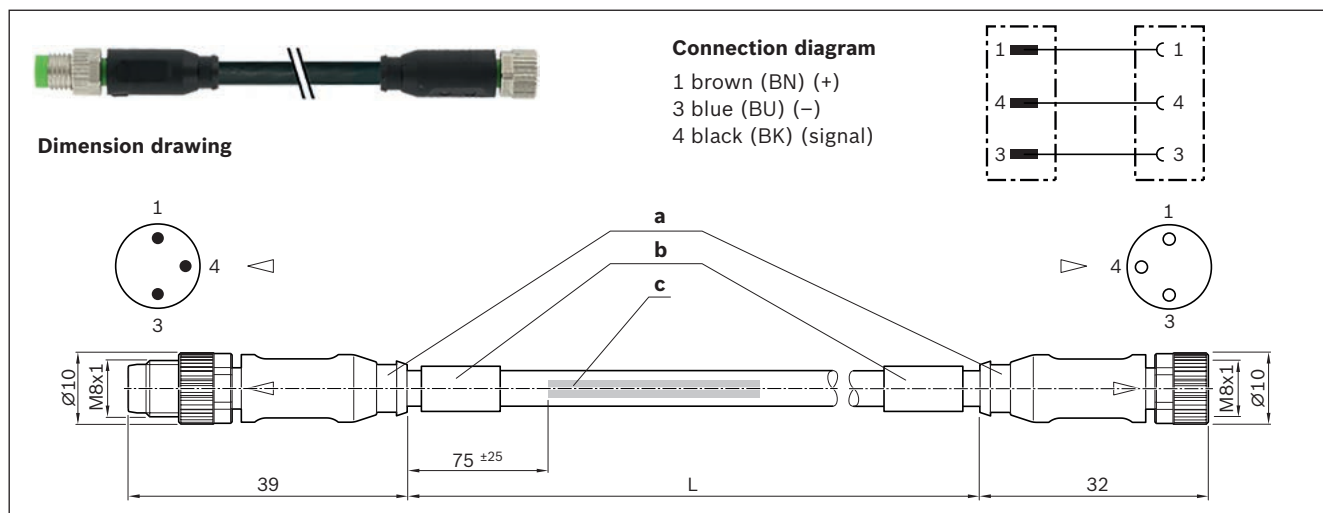 Connection diagram
1 brown (BN) (+)
3 blue (BU) (–)
4 black (BK) (signal)
1 1
4 4
3 3
Dimension drawing
1
4
3
a
b
c
1
4
3
Ø10
M8x1
M8x1
Ø10
75 ±25
39
L
32